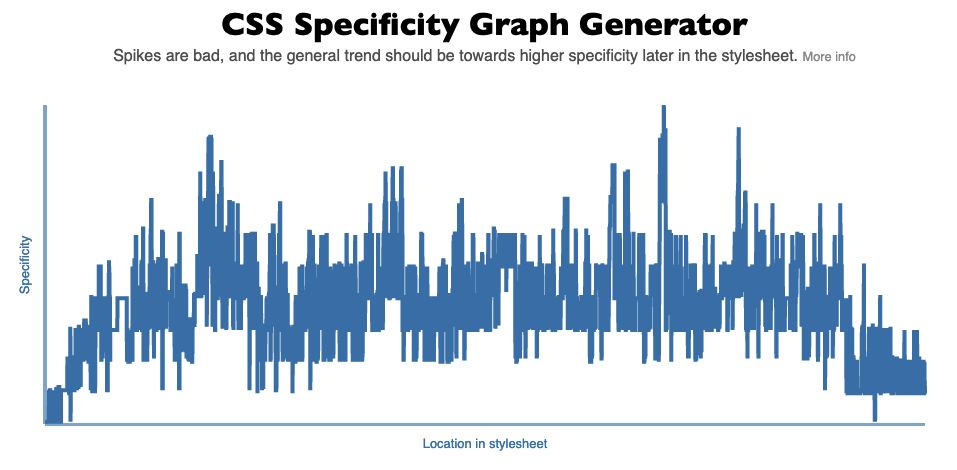 CSS Specificity Graph Generator
Spikes are bad, and the general trend should be towards higher specificity later in the stylesheet. More info
Specificity
Location in stylesheet